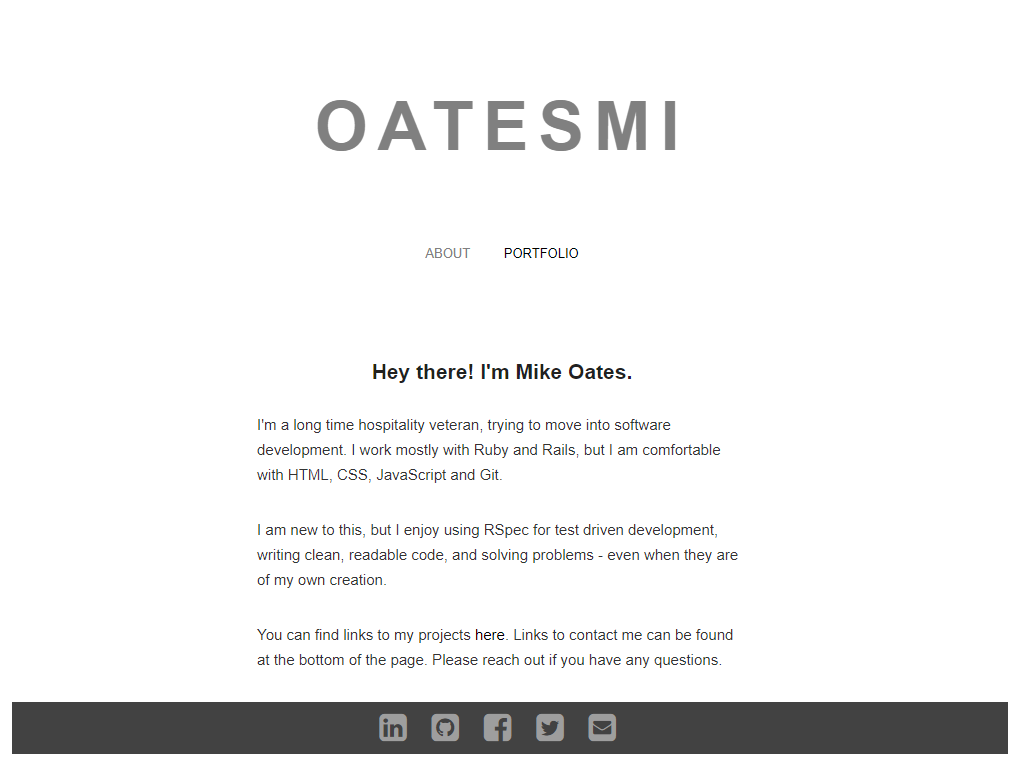 OATESMI
ABOUT PORTFOLIO
Hey there! I'm Mike Oates.
I'm a long time hospitality veteran, trying to move into software
development. I work mostly with Ruby and Rails, but I am comfortable
with HTML, CSS, JavaScript and Git.
I am new to this, but I enjoy using RSpec for test driven development,
writing clean, readable code, and solving problems - even when they are
of my own creation.
You can find links to my projects here. Links to contact me can be found
at the bottom of the page. Please reach out if you have any questions.